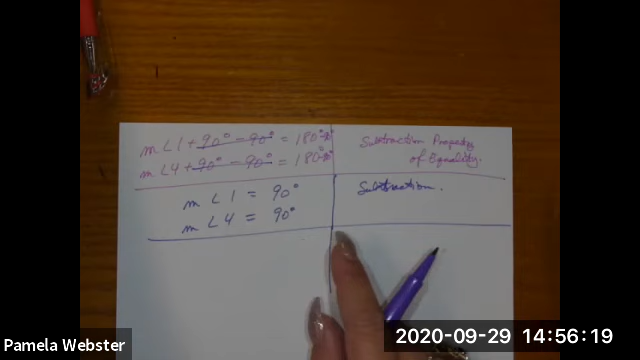 m∠1 + 90° - 90° = 180° - 90°
m∠4 + 90° - 90° = 180° - 90°
Subtraction Property
of Equality.
m∠1 = 90°
m∠4 = 90°
Subtraction.
Pamela Webster
2020-09-29 14:56:19